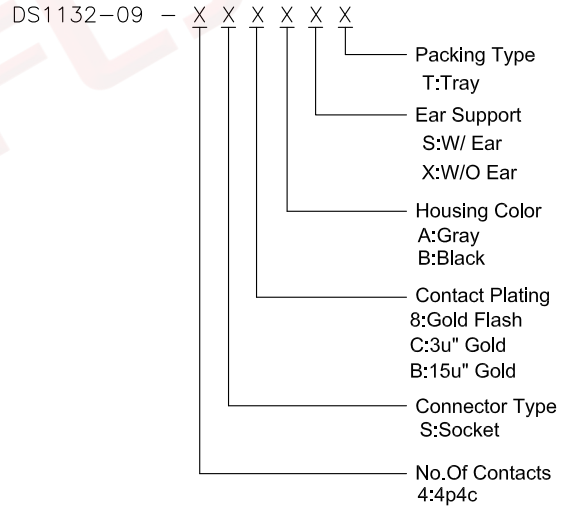 DS1132-09 - X X X X X X
Packing Type
T:Tray
Ear Support
S:W/ Ear
X:W/O Ear
Housing Color
A:Gray
B:Black
Contact Plating
8:Gold Flash
C:3u" Gold
B:15u" Gold
Connector Type
S:Socket
No.Of Contacts
4:4p4c